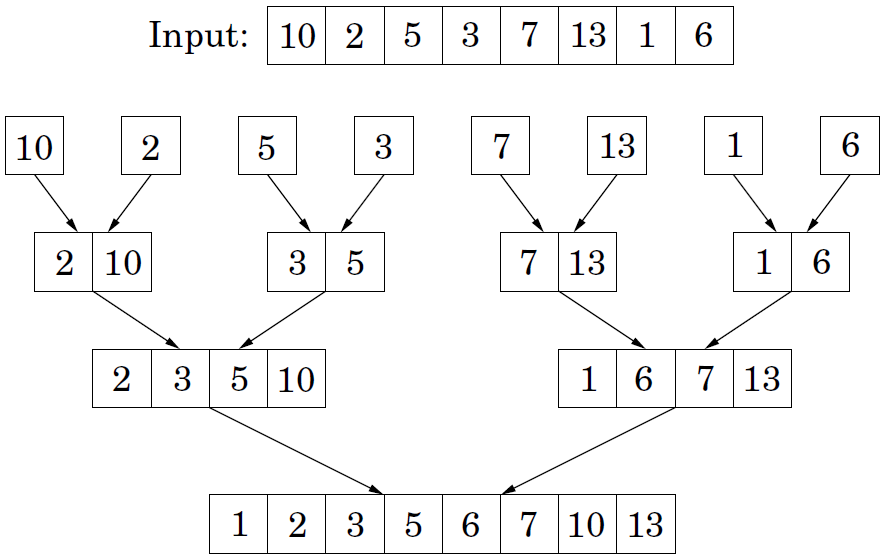 Input: 10 2 5 3 7 13 1 6
10 2 5 3 7 13 1 6
2 10 3 5 7 13 1 6
2 3 5 10 1 6 7 13
1 2 3 5 6 7 10 13